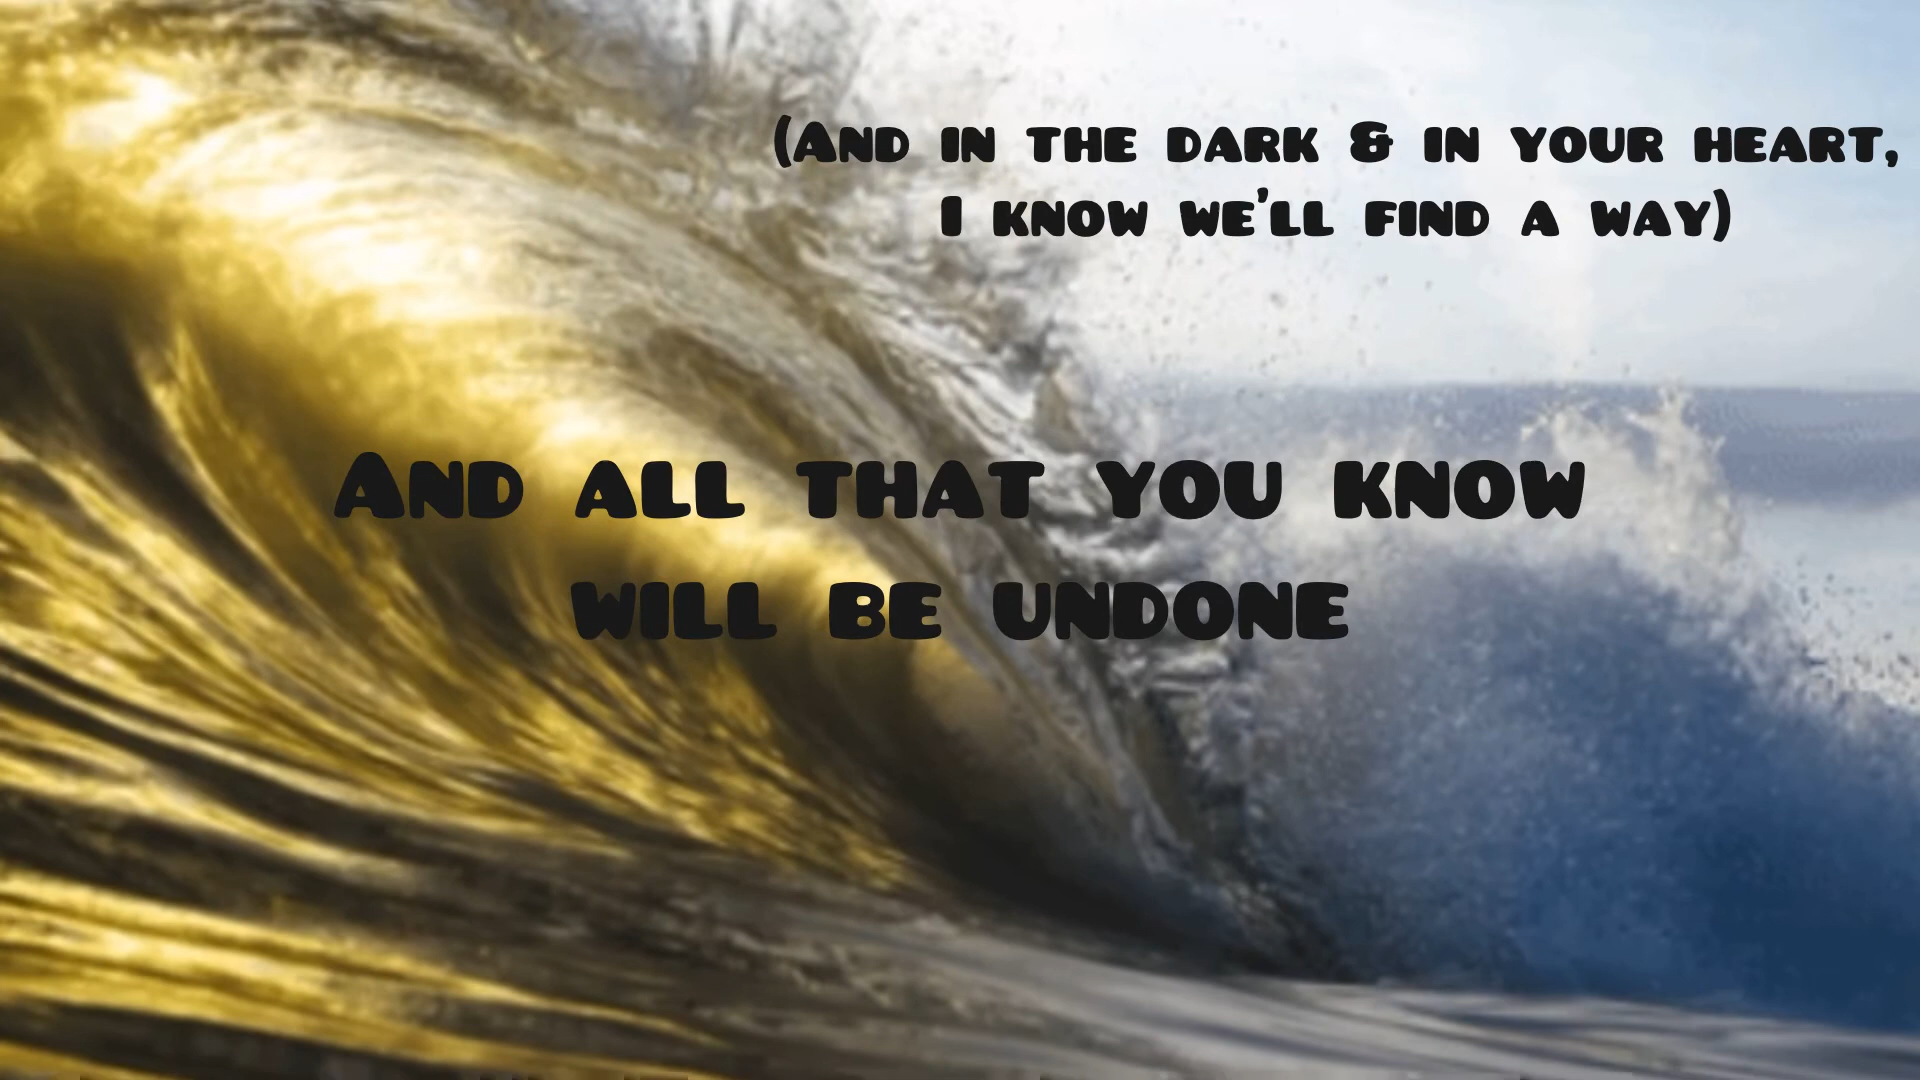 (And in the dark & in your heart,
I know we'll find a way)
And all that you know
will be undone